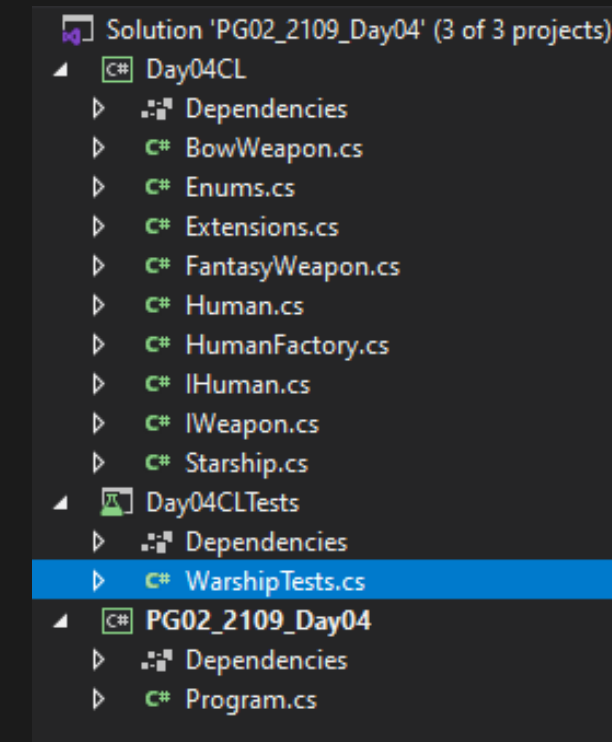 Solution 'PG02_2109_Day04' (3 of 3 projects)
C# Day04CL
Dependencies
C# BowWeapon.cs
C# Enums.cs
C# Extensions.cs
C# FantasyWeapon.cs
C# Human.cs
C# HumanFactory.cs
C# IHuman.cs
C# IWeapon.cs
C# Starship.cs
Day04CLTests
Dependencies
C# WarshipTests.cs
C# PG02_2109_Day04
Dependencies
C# Program.cs